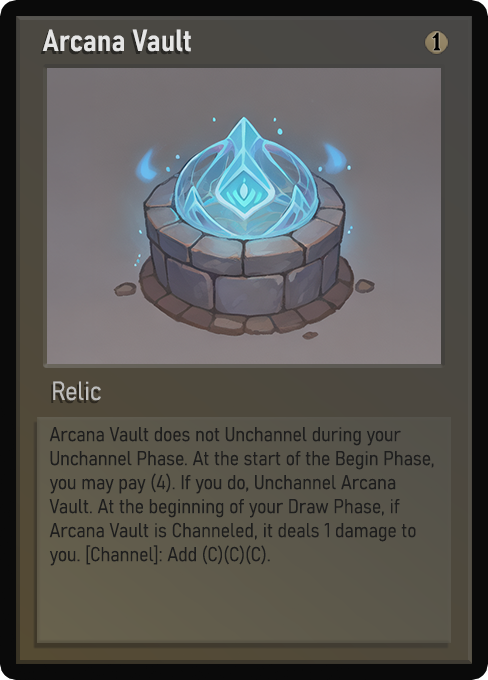 Arcana Vault
1
Relic
Arcana Vault does not Unchannel during your
Unchannel Phase. At the start of the Begin Phase,
you may pay (4). If you do, Unchannel Arcana
Vault. At the beginning of your Draw Phase, if
Arcana Vault is Channeled, it deals 1 damage to
you. [Channel]: Add (C)(C)(C).